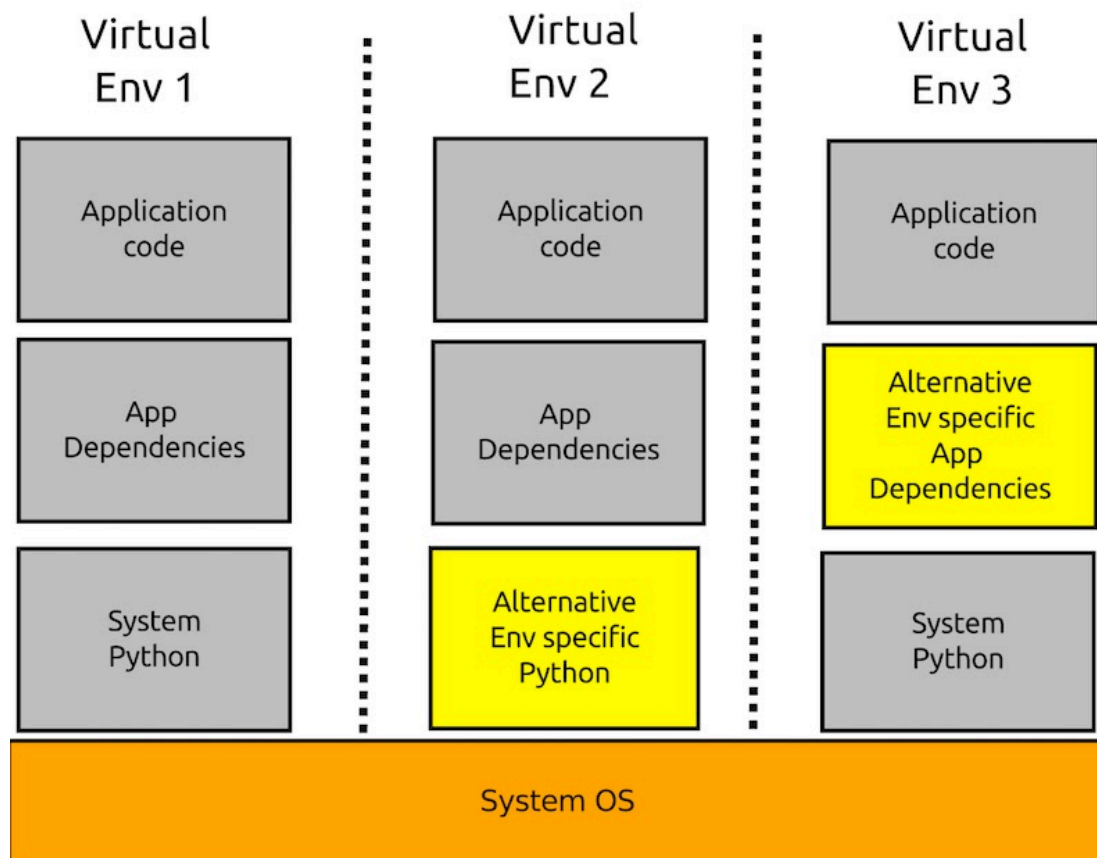 Virtual
Env 1
Virtual
Env 2
Virtual
Env 3
Application
code
Application
code
Application
code
App
Dependencies
App
Dependencies
Alternative
Env specific
App
Dependencies
System
Python
Alternative
Env specific
Python
System
Python
System OS